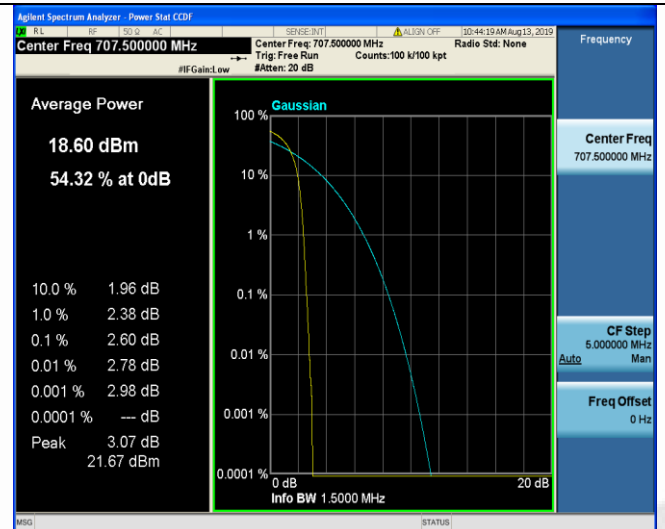 Agilent Spectrum Analyzer - Power Stat CCDF
RL RF 50 Ω AC SENSE:INT ALIGN OFF 10:44:19 AM Aug 13, 2019
Center Freq 707.500000 MHz
Center Freq: 707.500000 MHz Radio Std: None
Trig: Free Run Counts:100 k/100 kpt
#IFGain:Low #Atten: 20 dB
Frequency
Average Power
18.60 dBm
54.32 % at 0dB
10.0 % 1.96 dB
1.0 % 2.38 dB
0.1 % 2.60 dB
0.01 % 2.78 dB
0.001 % 2.98 dB
0.0001 % --- dB
Peak 3.07 dB
21.67 dBm
Gaussian
100 %
10 %
1 %
0.1 %
0.01 %
0.001 %
0.0001 %
0 dB 20 dB
Info BW 1.5000 MHz
Center Freq
707.500000 MHz
CF Step
5.000000 MHz
Auto Man
Freq Offset
0 Hz
MSG STATUS